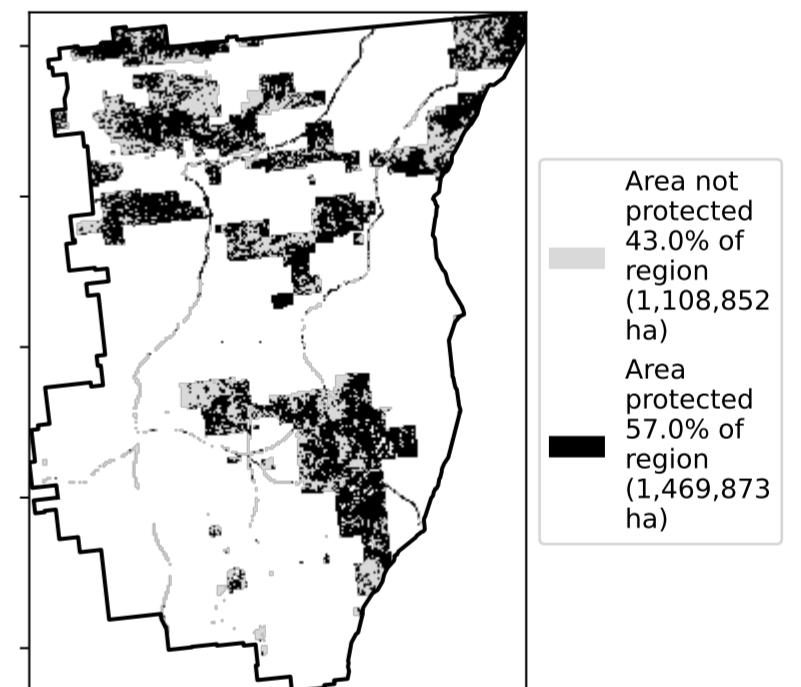 Area not
protected
43.0% of
region
(1,108,852
ha)
Area
protected
57.0% of
region
(1,469,873
ha)